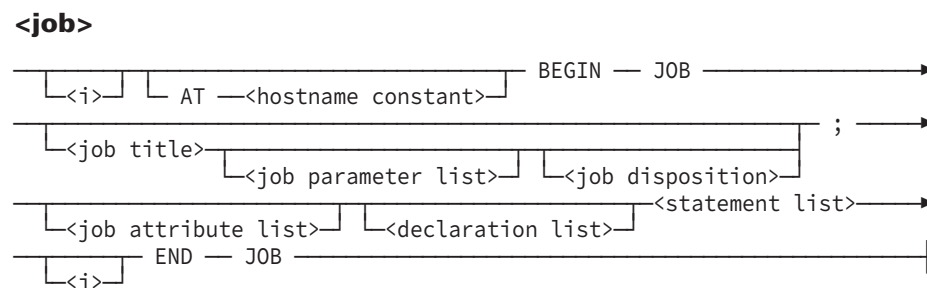 <job>
BEGIN JOB
<i> AT <hostname constant>
;
<job title>
<job parameter list> <job disposition>
<statement list>
<job attribute list> <declaration list>
END JOB
<i>